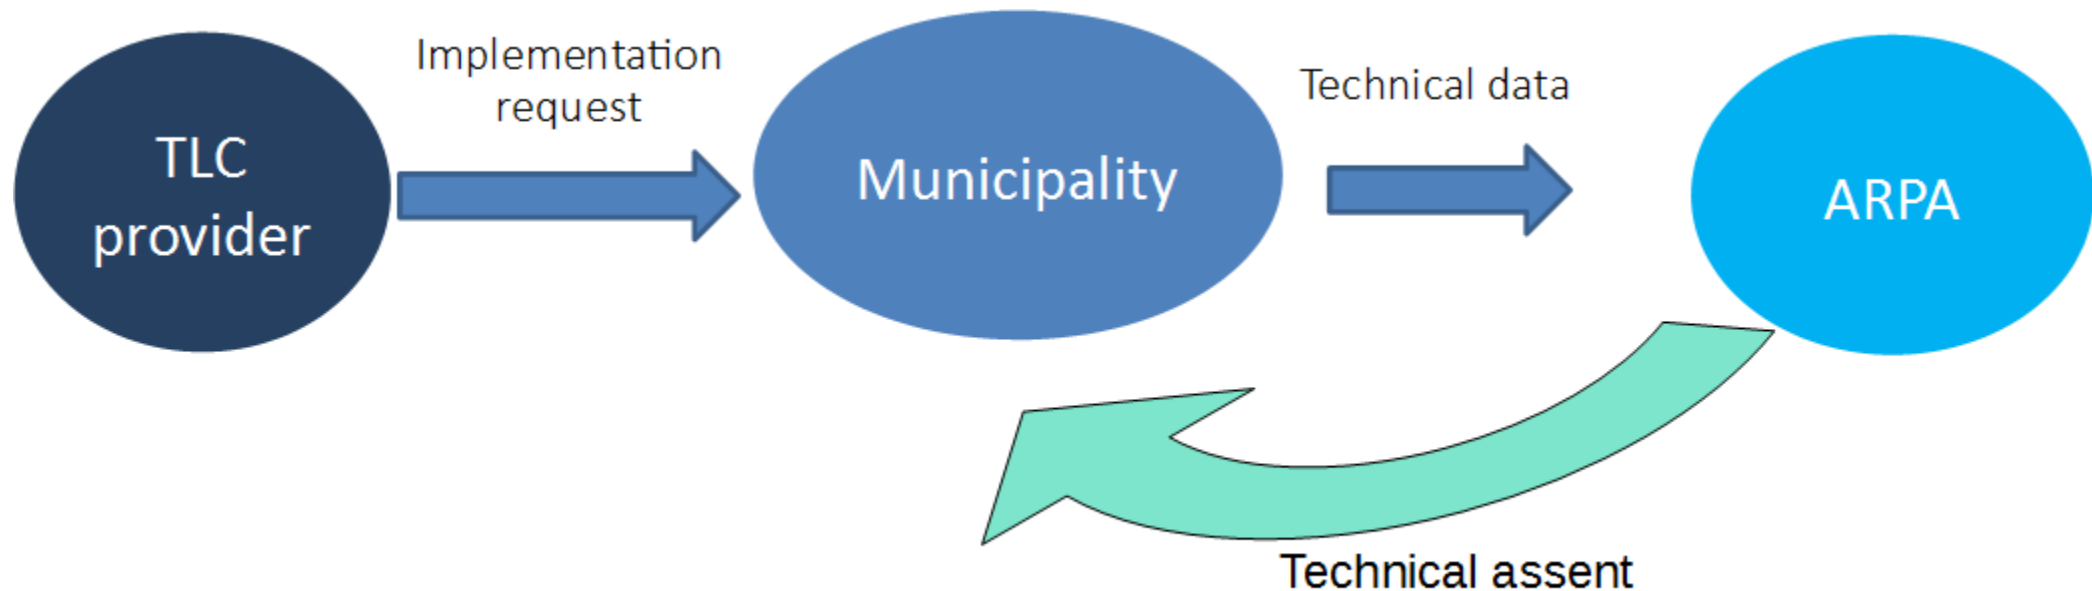 Implementation
request
TLC
provider
Municipality
Technical data
ARPA
Technical assent